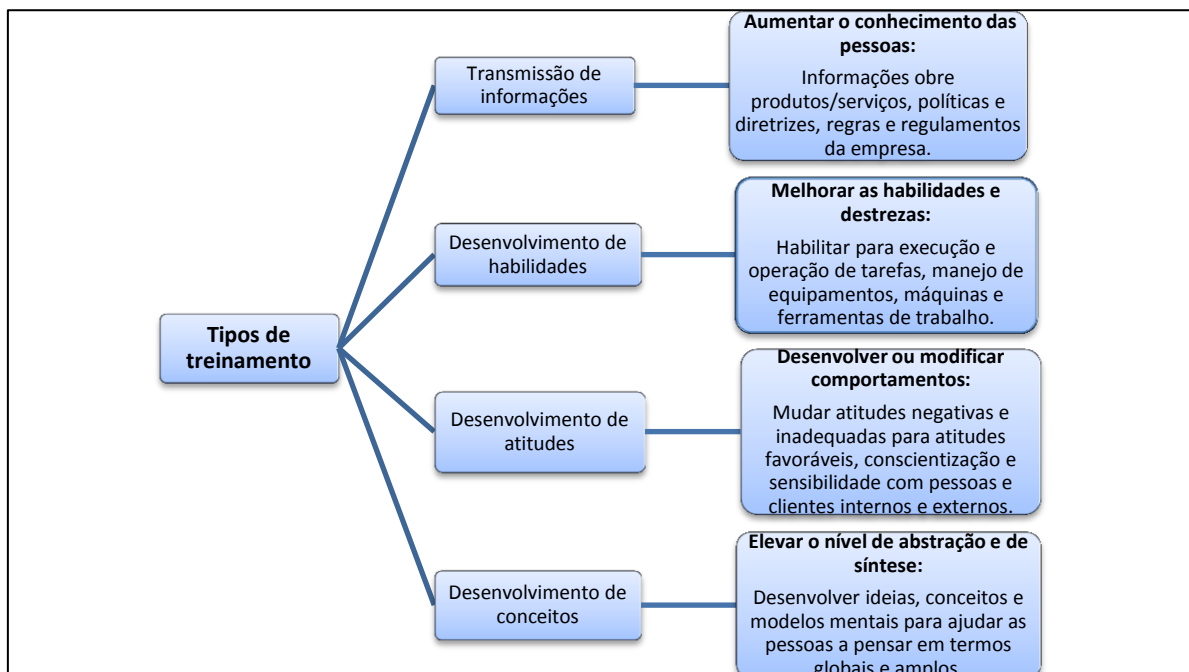 Tipos de
treinamento
Transmissão de
informações
Aumentar o conhecimento das
pessoas:
Informações obre
produtos/serviços, políticas e
diretrizes, regras e regulamentos
da empresa.
Desenvolvimento de
habilidades
Melhorar as habilidades e
destrezas:
Habilitar para execução e
operação de tarefas, manejo de
equipamentos, máquinas e
ferramentas de trabalho.
Desenvolvimento de
atitudes
Desenvolver ou modificar
comportamentos:
Mudar atitudes negativas e
inadequadas para atitudes
favoráveis, conscientização e
sensibilidade com pessoas e
clientes internos e externos.
Desenvolvimento de
conceitos
Elevar o nível de abstração e de
síntese:
Desenvolver ideias, conceitos e
modelos mentais para ajudar as
pessoas a pensar em termos
globais e amplos